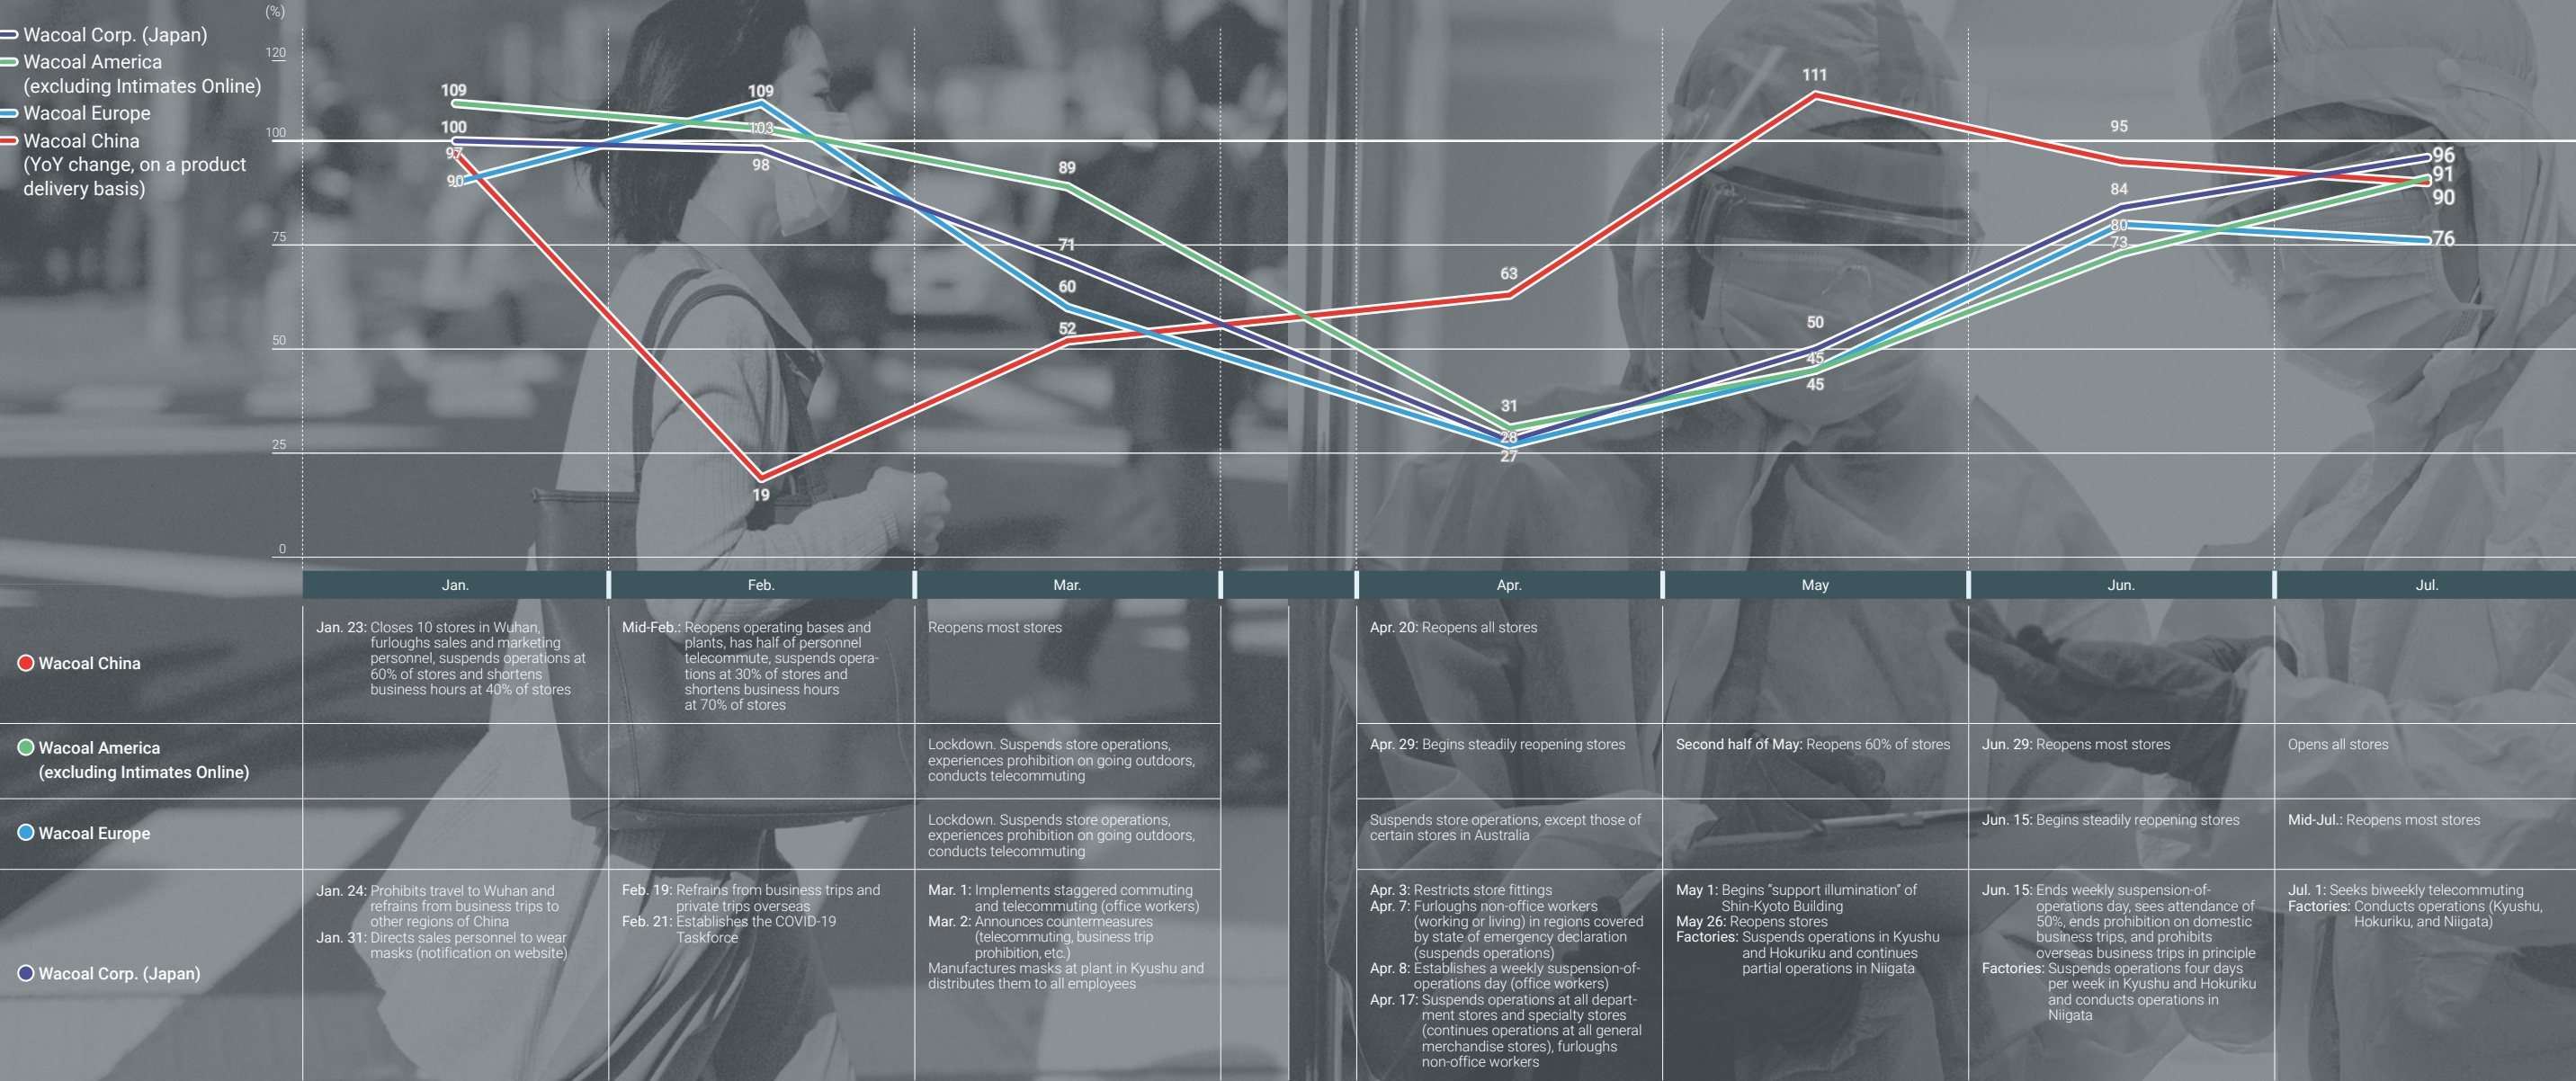 (%)
Wacoal Corp. (Japan)
Wacoal America
(excluding Intimates Online)
Wacoal Europe
Wacoal China
(YoY change, on a product
delivery basis)
120
100
75
50
25
0
109
100
97
90
109
103
98
19
89
71
60
52
63
31
28
27
111
50
45
45
95
84
80
73
96
91
90
76
Jan.
Feb.
Mar.
Apr.
May
Jun.
Jul.
Wacoal China
Jan. 23: Closes 10 stores in Wuhan,
furloughs sales and marketing
personnel, suspends operations at
60% of stores and shortens
business hours at 40% of stores
Mid-Feb.: Reopens operating bases and
plants, has half of personnel
telecommute, suspends opera-
tions at 30% of stores and
shortens business hours
at 70% of stores
Reopens most stores
Apr. 20: Reopens all stores
Wacoal America
(excluding Intimates Online)
Lockdown. Suspends store operations,
experiences prohibition on going outdoors,
conducts telecommuting
Apr. 29: Begins steadily reopening stores
Second half of May: Reopens 60% of stores
Jun. 29: Reopens most stores
Opens all stores
Wacoal Europe
Lockdown. Suspends store operations,
experiences prohibition on going outdoors,
conducts telecommuting
Suspends store operations, except those of
certain stores in Australia
Jun. 15: Begins steadily reopening stores
Mid-Jul.: Reopens most stores
Wacoal Corp. (Japan)
Jan. 24: Prohibits travel to Wuhan and
refrains from business trips to
other regions of China
Jan. 31: Directs sales personnel to wear
masks (notification on website)
Feb. 19: Refrains from business trips and
private trips overseas
Feb. 21: Establishes the COVID-19
Taskforce
Mar. 1: Implements staggered commuting
and telecommuting (office workers)
Mar. 2: Announces countermeasures
(telecommuting, business trip
prohibition, etc.)
Manufactures masks at plant in Kyushu and
distributes them to all employees
Apr. 3: Restricts store fittings
Apr. 7: Furloughs non-office workers
(working or living) in regions covered
by state of emergency declaration
(suspends operations)
Apr. 8: Establishes a weekly suspension-of-
operations day (office workers)
Apr. 17: Suspends operations at all depart-
ment stores and specialty stores
(continues operations at all general
merchandise stores), furloughs
non-office workers
May 1: Begins “support illumination” of
Shin-Kyoto Building
May 26: Reopens stores
Factories: Suspends operations in Kyushu
and Hokuriku and continues
partial operations in Niigata
Jun. 15: Ends weekly suspension-of-
operations day, sees attendance of
50%, ends prohibition on domestic
business trips, and prohibits
overseas business trips in principle
Factories: Suspends operations four days
per week in Kyushu and Hokuriku
and conducts operations in
Niigata
Jul. 1: Seeks biweekly telecommuting
Factories: Conducts operations (Kyushu,
Hokuriku, and Niigata)